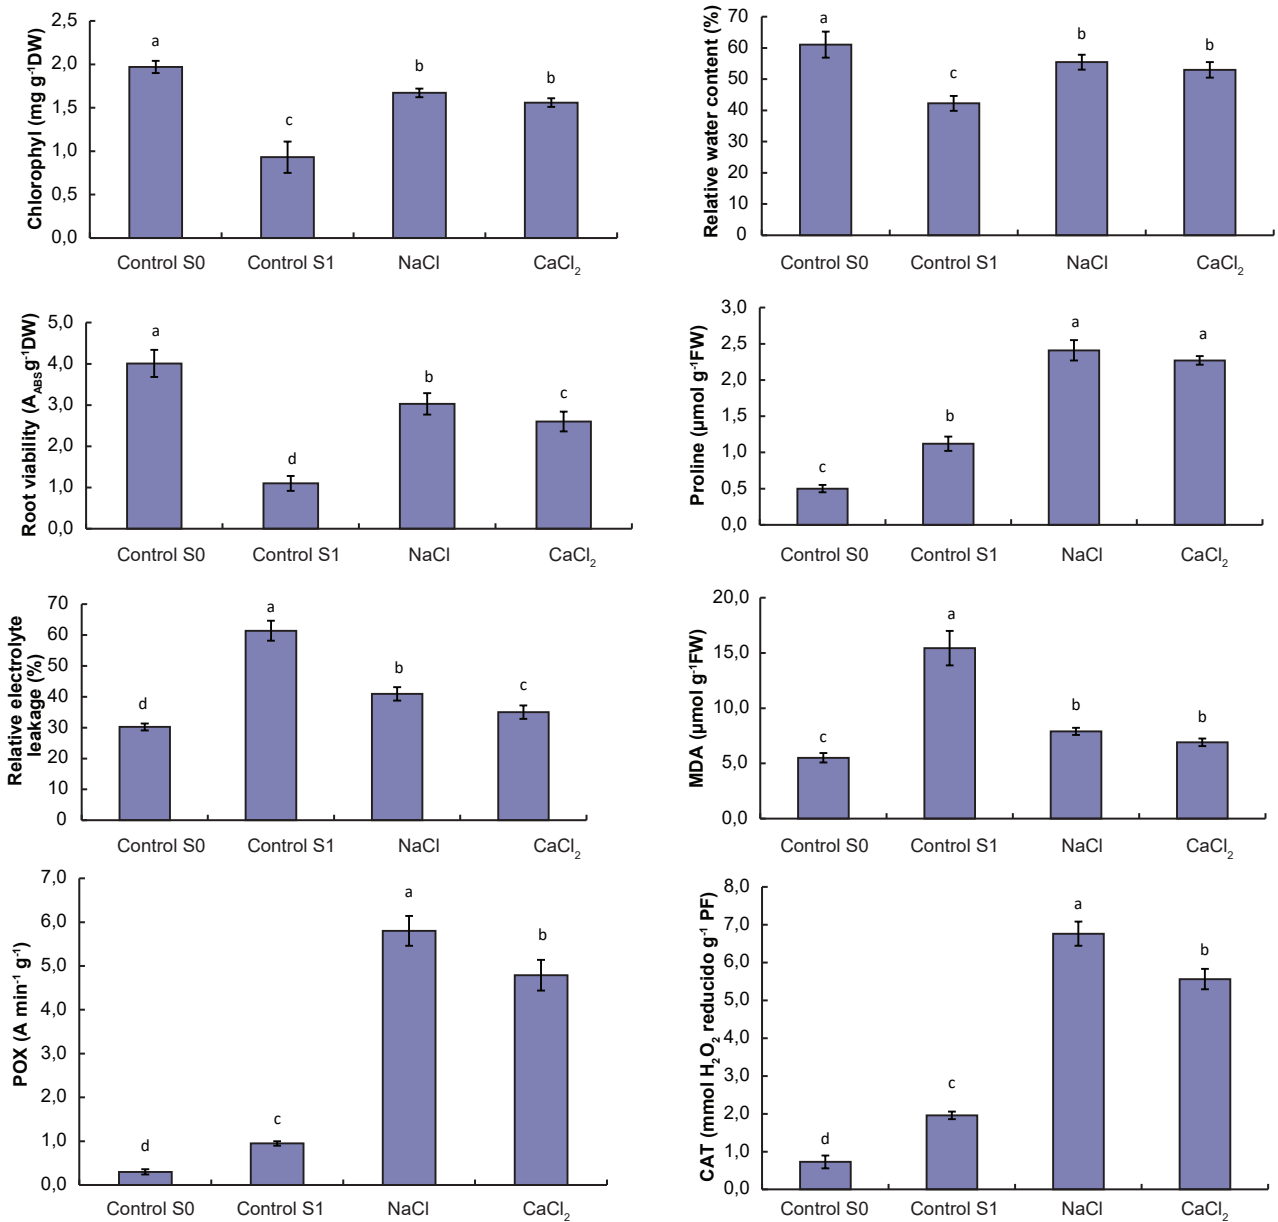 Chlorophyl (mg g⁻¹DW)
2,5
2,0
1,5
1,0
0,5
0,0
a
c
b
b
Control S0
Control S1
NaCl
CaCl₂
Relative water content (%)
70
60
50
40
30
20
10
0
a
c
b
b
Control S0
Control S1
NaCl
CaCl₂
Root viability (A_ABS g⁻¹DW)
5,0
4,0
3,0
2,0
1,0
0,0
a
d
b
c
Control S0
Control S1
NaCl
CaCl₂
Proline (µmol g⁻¹FW)
3,0
2,5
2,0
1,5
1,0
0,5
0,0
c
b
a
a
Control S0
Control S1
NaCl
CaCl₂
Relative electrolyte
leakage (%)
70
60
50
40
30
20
10
0
d
a
b
c
Control S0
Control S1
NaCl
CaCl₂
MDA (µmol g⁻¹FW)
20,0
15,0
10,0
5,0
0,0
c
a
b
b
Control S0
Control S1
NaCl
CaCl₂
POX (A min⁻¹ g⁻¹)
7,0
6,0
5,0
4,0
3,0
2,0
1,0
0,0
d
c
a
b
Control S0
Control S1
NaCl
CaCl₂
CAT (mmol H₂O₂ reducido g⁻¹ PF)
8,0
7,0
6,0
5,0
4,0
3,0
2,0
1,0
0,0
d
c
a
b
Control S0
Control S1
NaCl
CaCl₂